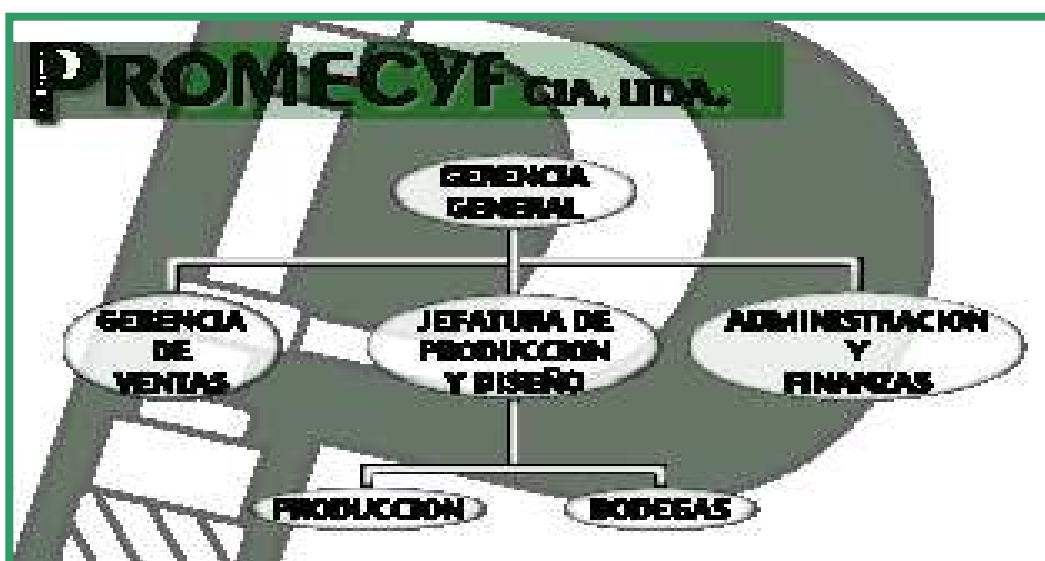 PROMECYF CIA. LTDA.
GERENCIA
GENERAL
GERENCIA
DE
VENTAS
JEFATURA DE
PRODUCCION
Y DISEÑO
ADMINISTRACION
Y
FINANZAS
PRODUCCION
BODEGAS